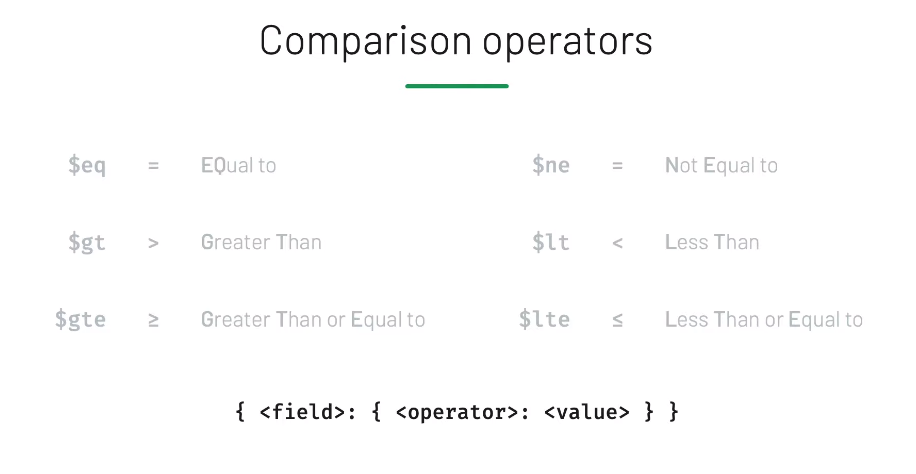 Comparison operators
$eq = EQual to $ne = Not Equal to
$gt > Greater Than $lt < Less Than
$gte ≥ Greater Than or Equal to $lte ≤ Less Than or Equal to
{ <field>: { <operator>: <value> } }